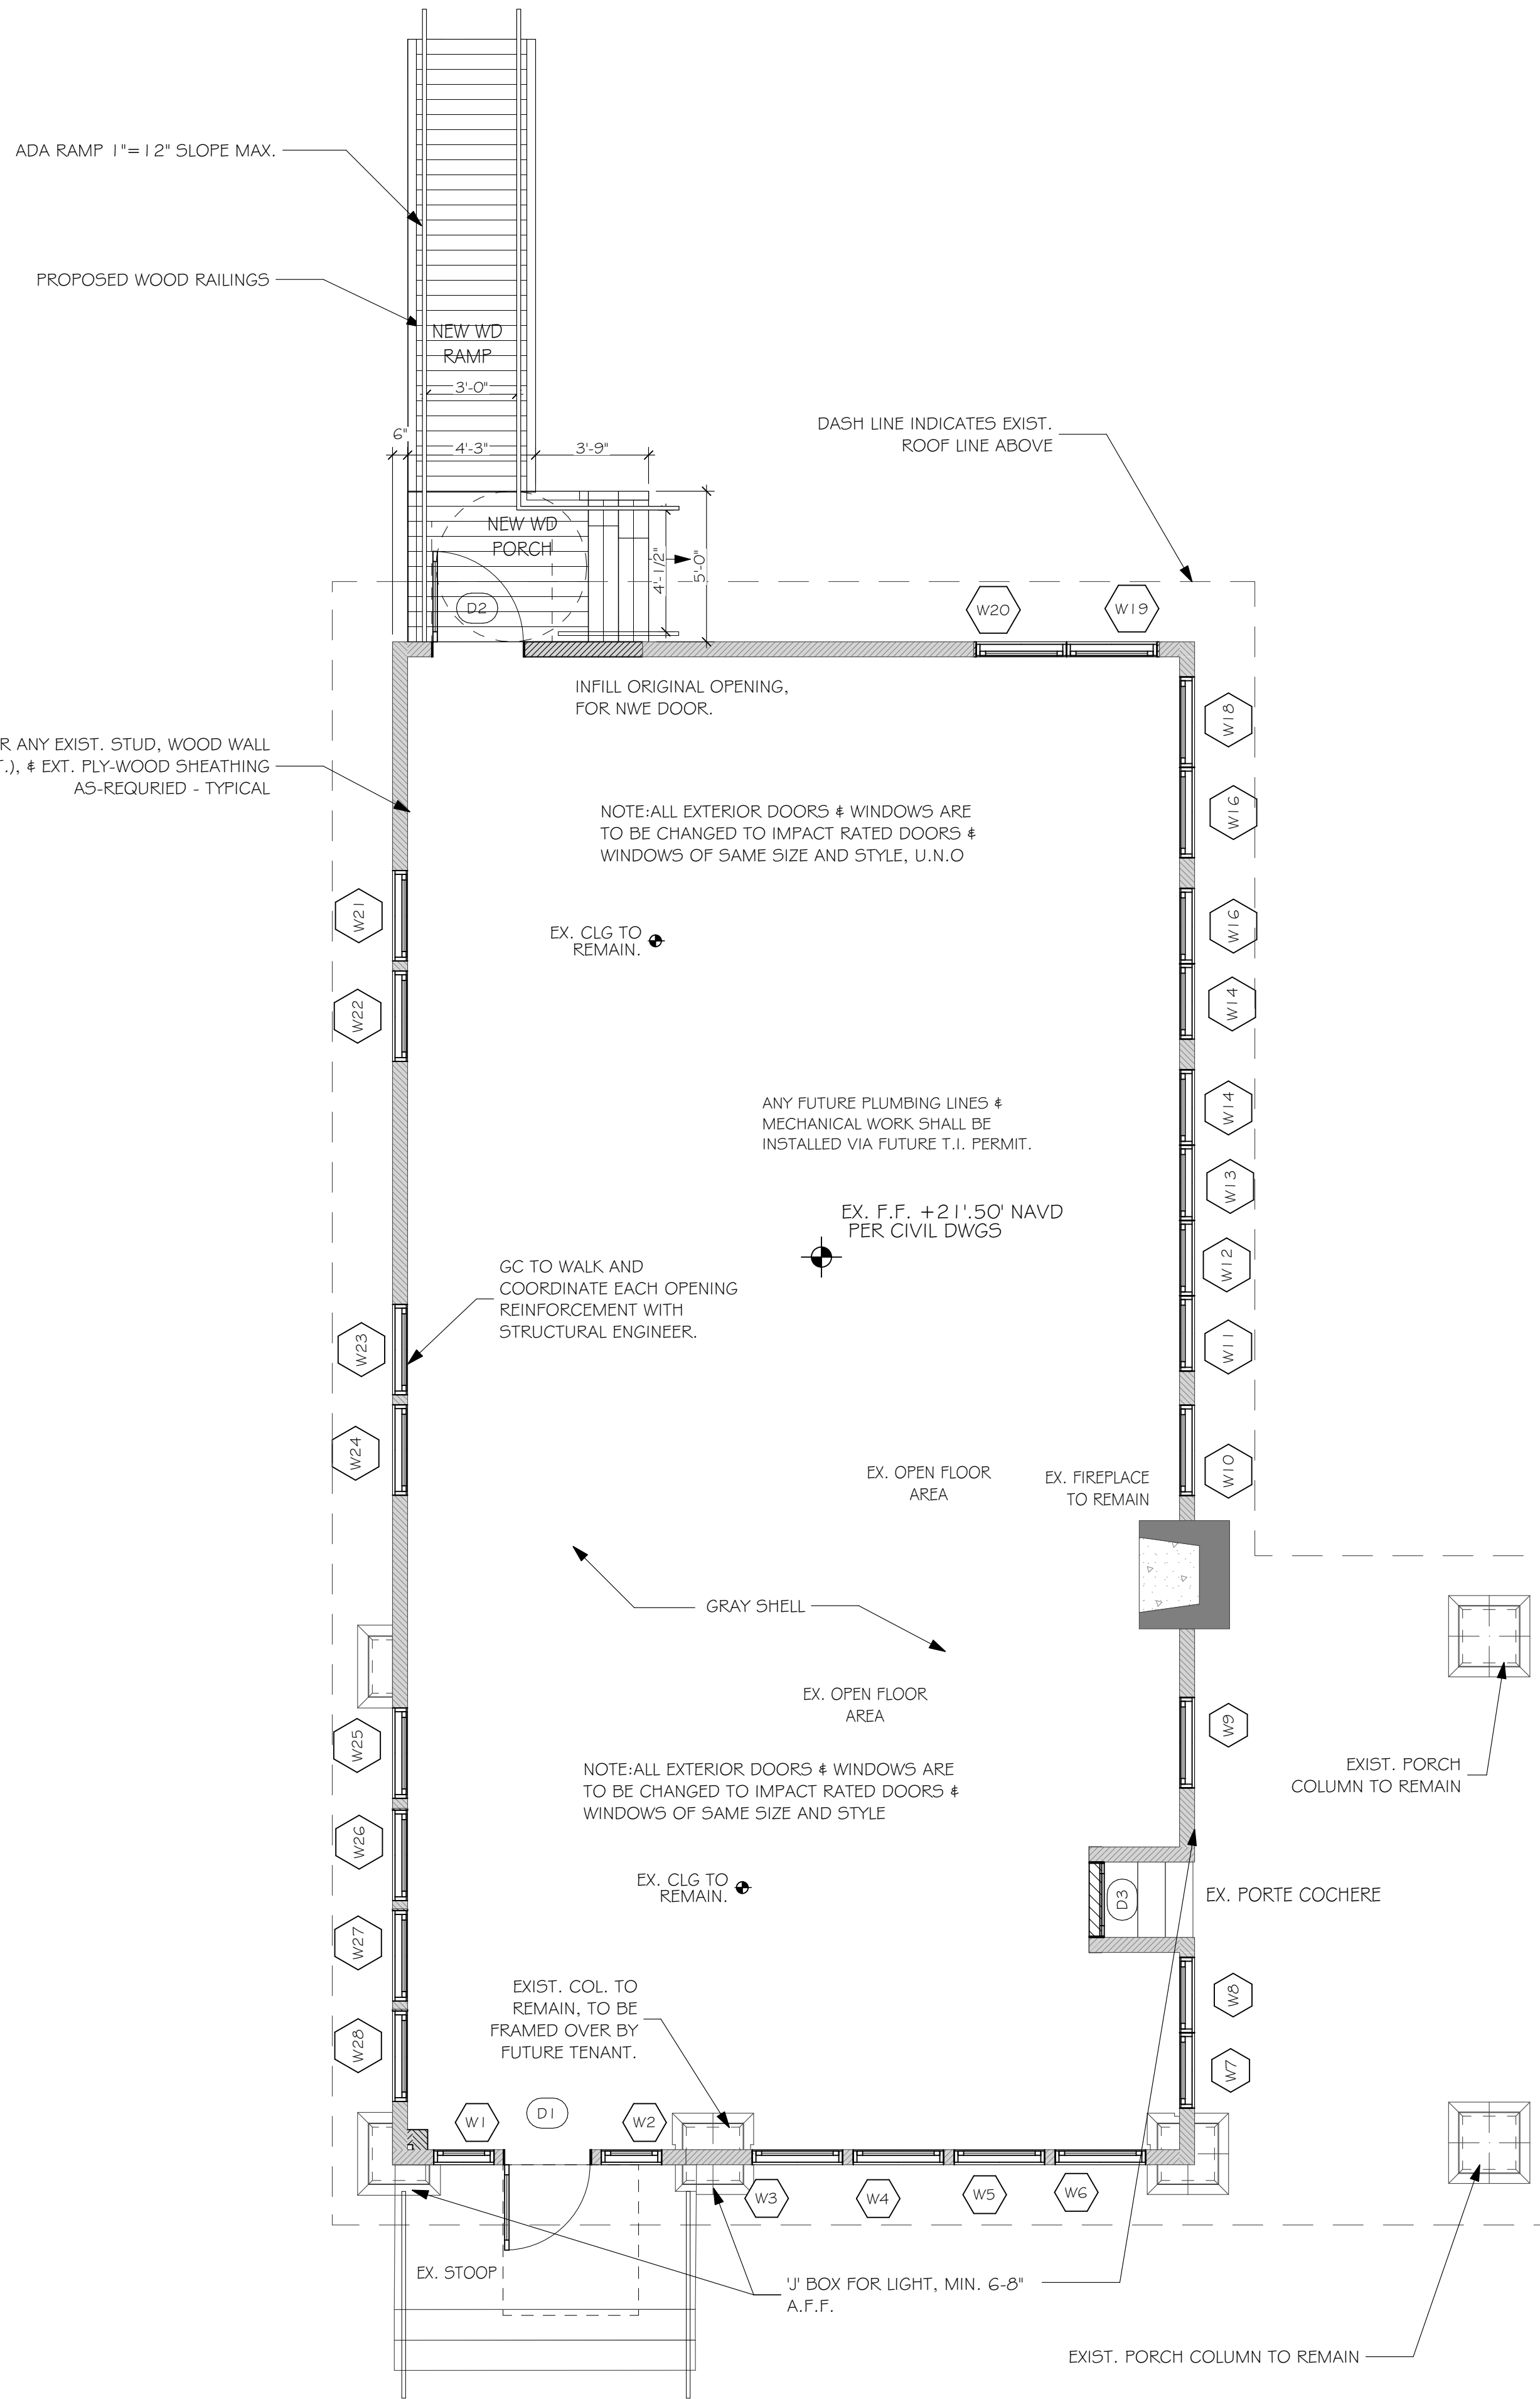 ADA RAMP 1"=12" SLOPE MAX.
PROPOSED WOOD RAILINGS
NEW WD
RAMP
3'-0"
6"
4'-3"
3'-9"
DASH LINE INDICATES EXIST.
ROOF LINE ABOVE
NEW WD
PORCH
4'-1/2"
5'-0"
D2
W20
W19
INFILL ORIGINAL OPENING,
FOR NWE DOOR.
W18
R ANY EXIST. STUD, WOOD WALL
T.), & EXT. PLY-WOOD SHEATHING
AS-REQURIED - TYPICAL
NOTE:ALL EXTERIOR DOORS & WINDOWS ARE
TO BE CHANGED TO IMPACT RATED DOORS &
WINDOWS OF SAME SIZE AND STYLE, U.N.O
W16
W21
EX. CLG TO
REMAIN.
W16
W22
W14
ANY FUTURE PLUMBING LINES &
MECHANICAL WORK SHALL BE
INSTALLED VIA FUTURE T.I. PERMIT.
W14
W13
EX. F.F. +21'.50' NAVD
PER CIVIL DWGS
W12
GC TO WALK AND
COORDINATE EACH OPENING
REINFORCEMENT WITH
STRUCTURAL ENGINEER.
W23
W11
W24
EX. OPEN FLOOR
AREA
EX. FIREPLACE
TO REMAIN
W10
GRAY SHELL
EX. OPEN FLOOR
AREA
W25
W9
NOTE:ALL EXTERIOR DOORS & WINDOWS ARE
TO BE CHANGED TO IMPACT RATED DOORS &
WINDOWS OF SAME SIZE AND STYLE
EXIST. PORCH
COLUMN TO REMAIN
W26
EX. CLG TO
REMAIN.
D3
EX. PORTE COCHERE
W27
EXIST. COL. TO
REMAIN, TO BE
FRAMED OVER BY
FUTURE TENANT.
W8
W28
W7
W1
D1
W2
W3
W4
W5
W6
EX. STOOP
'J' BOX FOR LIGHT, MIN. 6-8"
A.F.F.
EXIST. PORCH COLUMN TO REMAIN